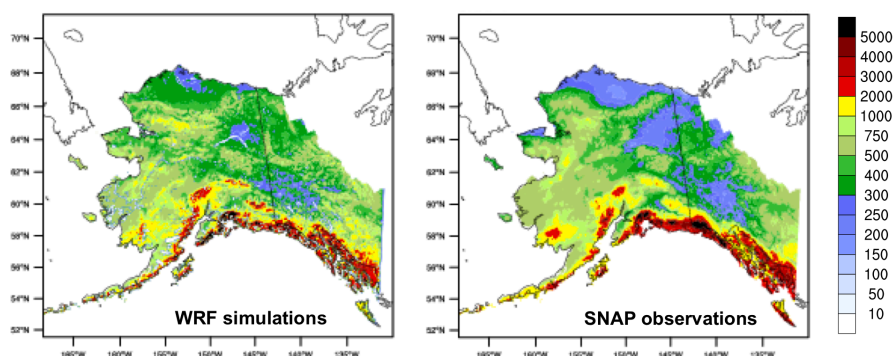 70°N
68°N
66°N
64°N
62°N
60°N
58°N
56°N
54°N
52°N
WRF simulations
70°N
68°N
66°N
64°N
62°N
60°N
58°N
56°N
54°N
52°N
SNAP observations
5000
4000
3000
2000
1000
750
500
400
300
250
200
150
100
50
10